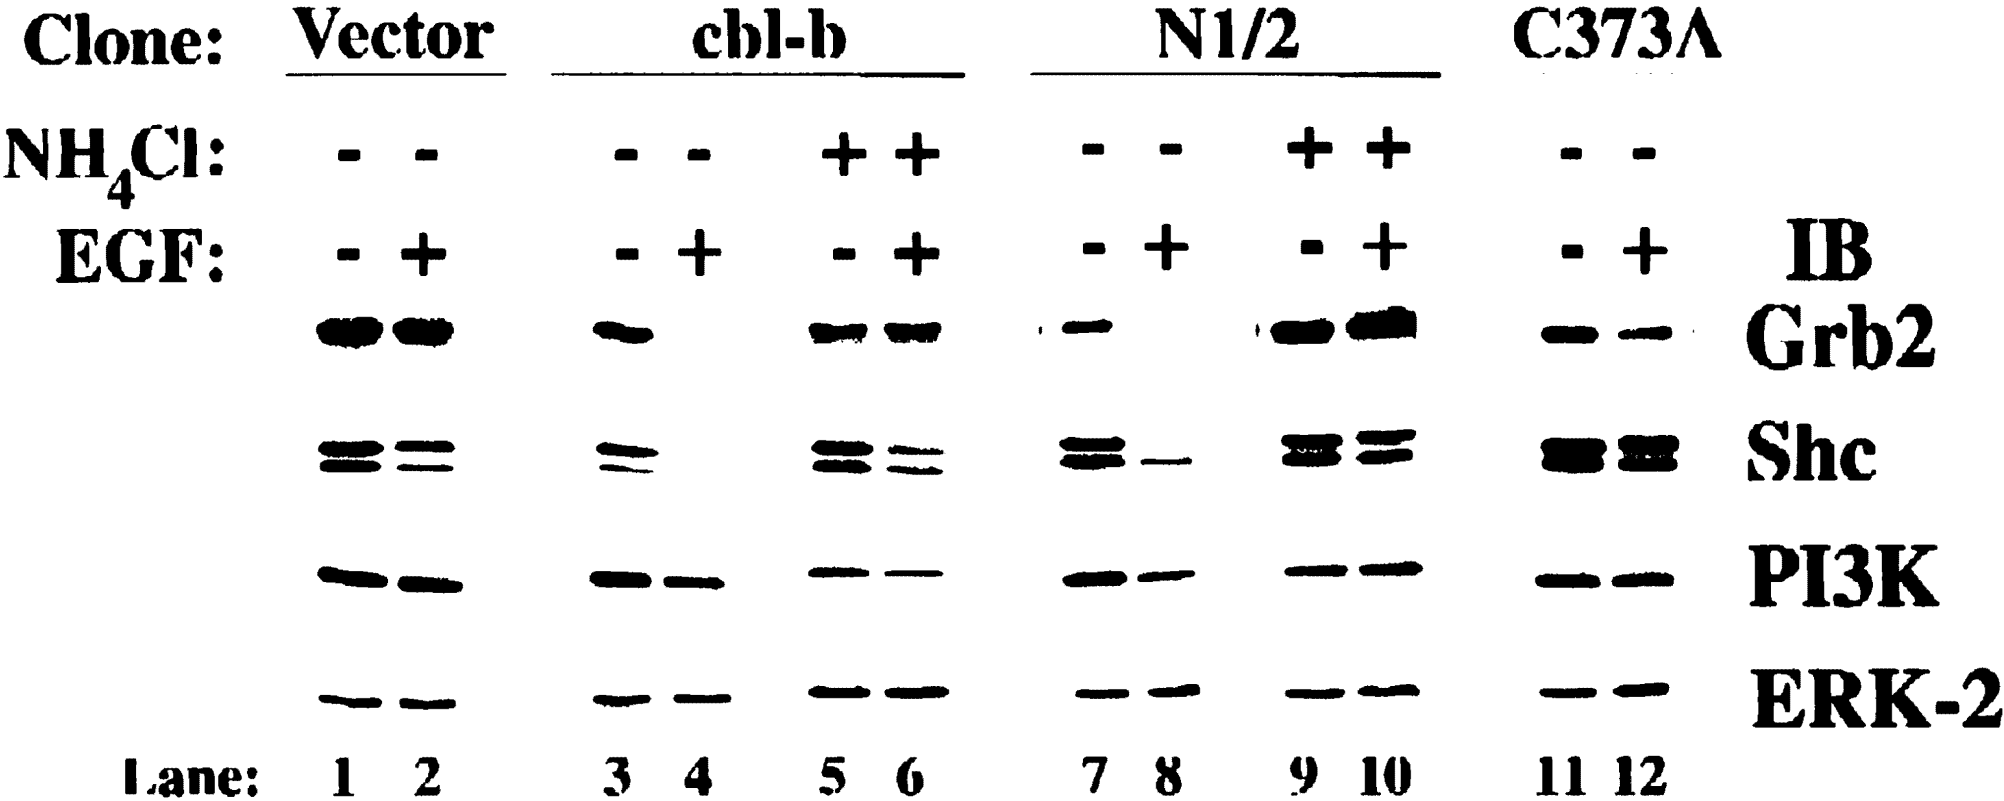 Clone: Vector cbl-b N1/2 C373A
NH4Cl: - - - - + + - - + + - -
EGF: - + - + - + - + - + - + IB
Grb2
Shc
PI3K
ERK-2
Lane: 1 2 3 4 5 6 7 8 9 10 11 12